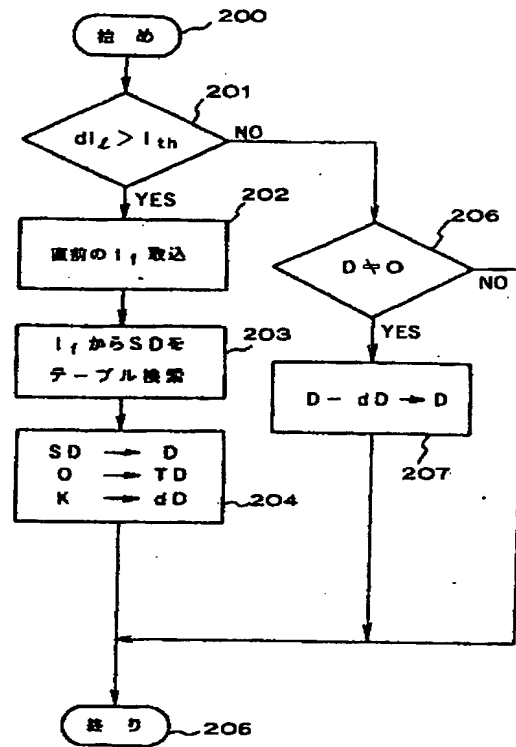 200
始め
201
dIℓ > Ith
NO
YES
202
直前のIf取込
206
D≠0
NO
YES
203
IfからSDを
テーブル検索
D − dD → D
207
SD → D
0 → TD
K → dD
204
終り
206